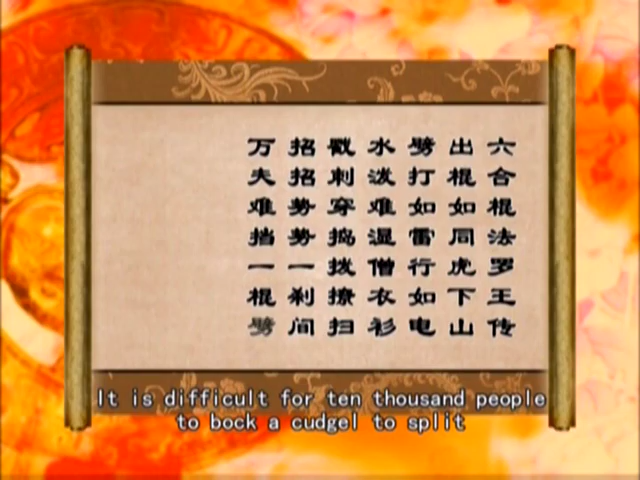 六合棍法罗王传
出棍如同虎下山
劈打如雷行如电
水泼难湿僧衣衫
戳刺穿捣拨撩扫
招招势势一刹间
万夫难挡一棍劈
It is difficult for ten thousand people
to bock a cudgel to split